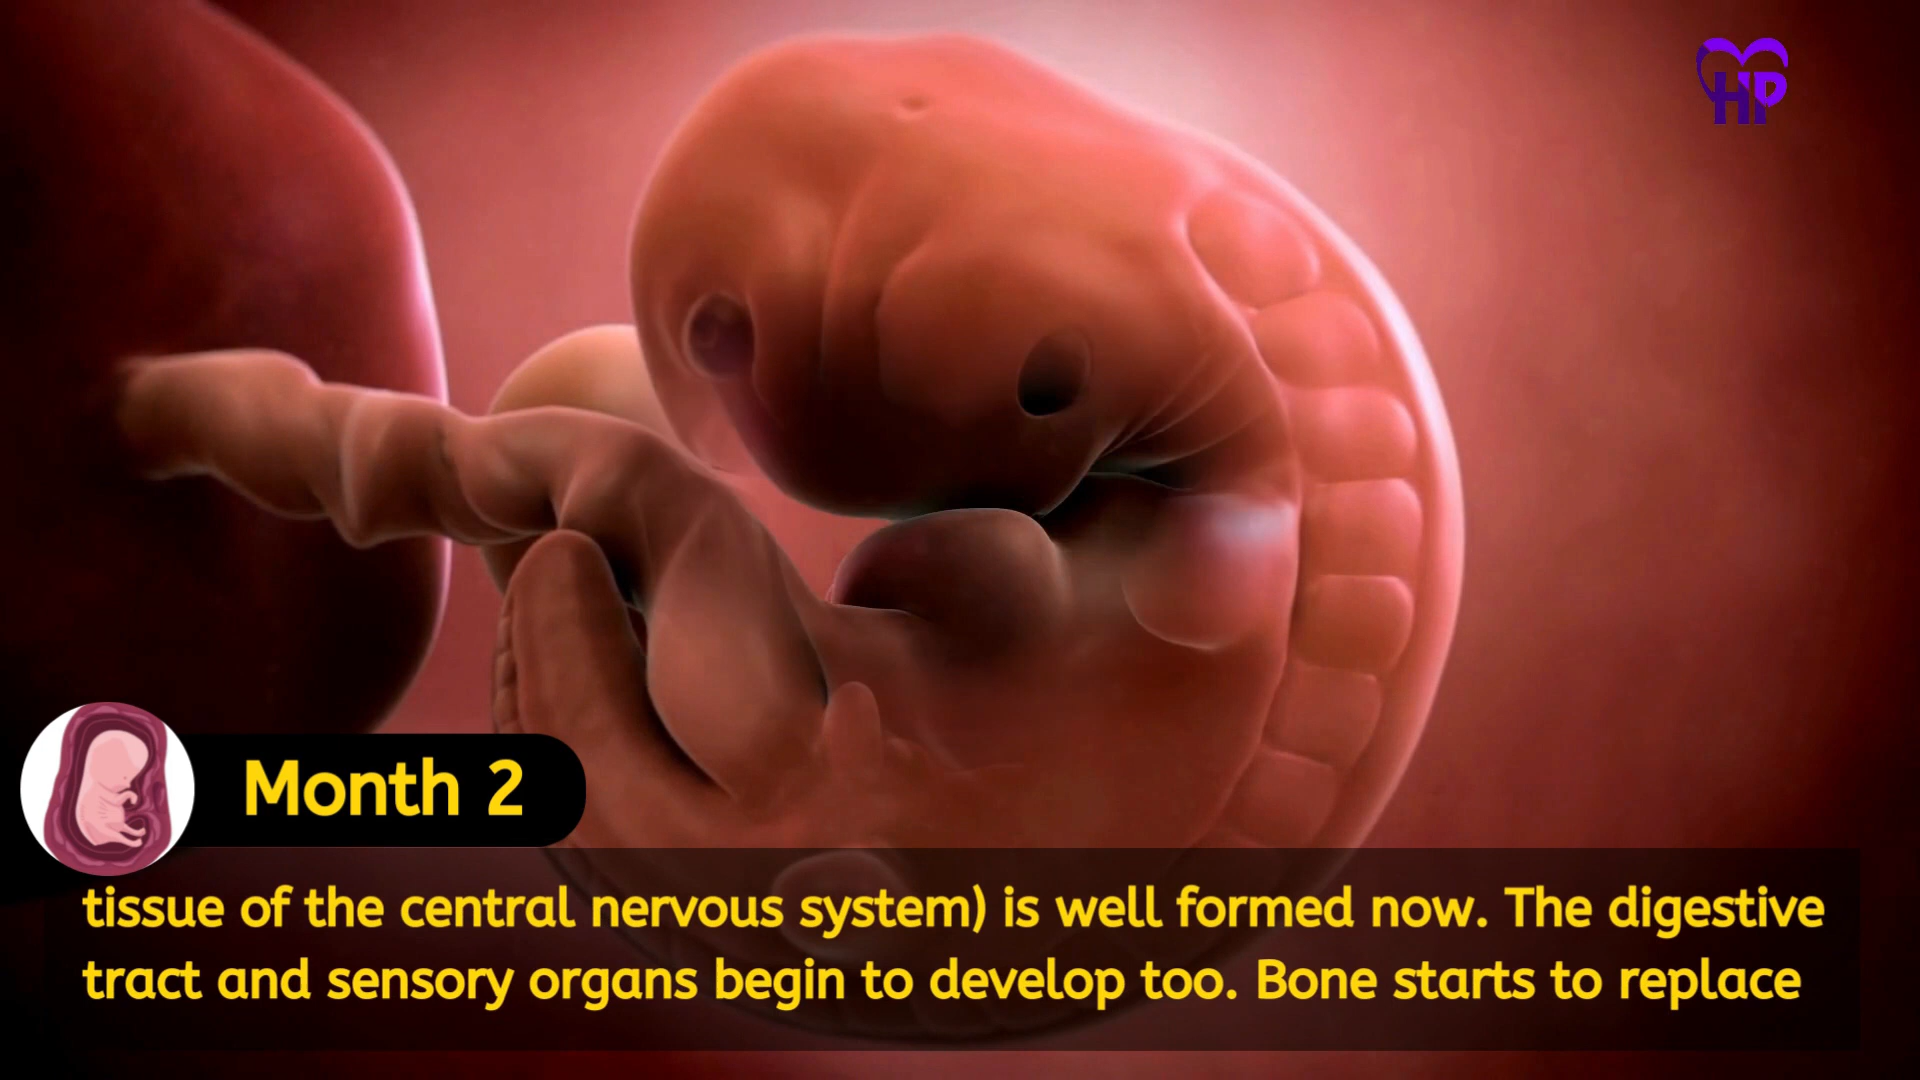 HP
Month 2
tissue of the central nervous system) is well formed now. The digestive
tract and sensory organs begin to develop too. Bone starts to replace